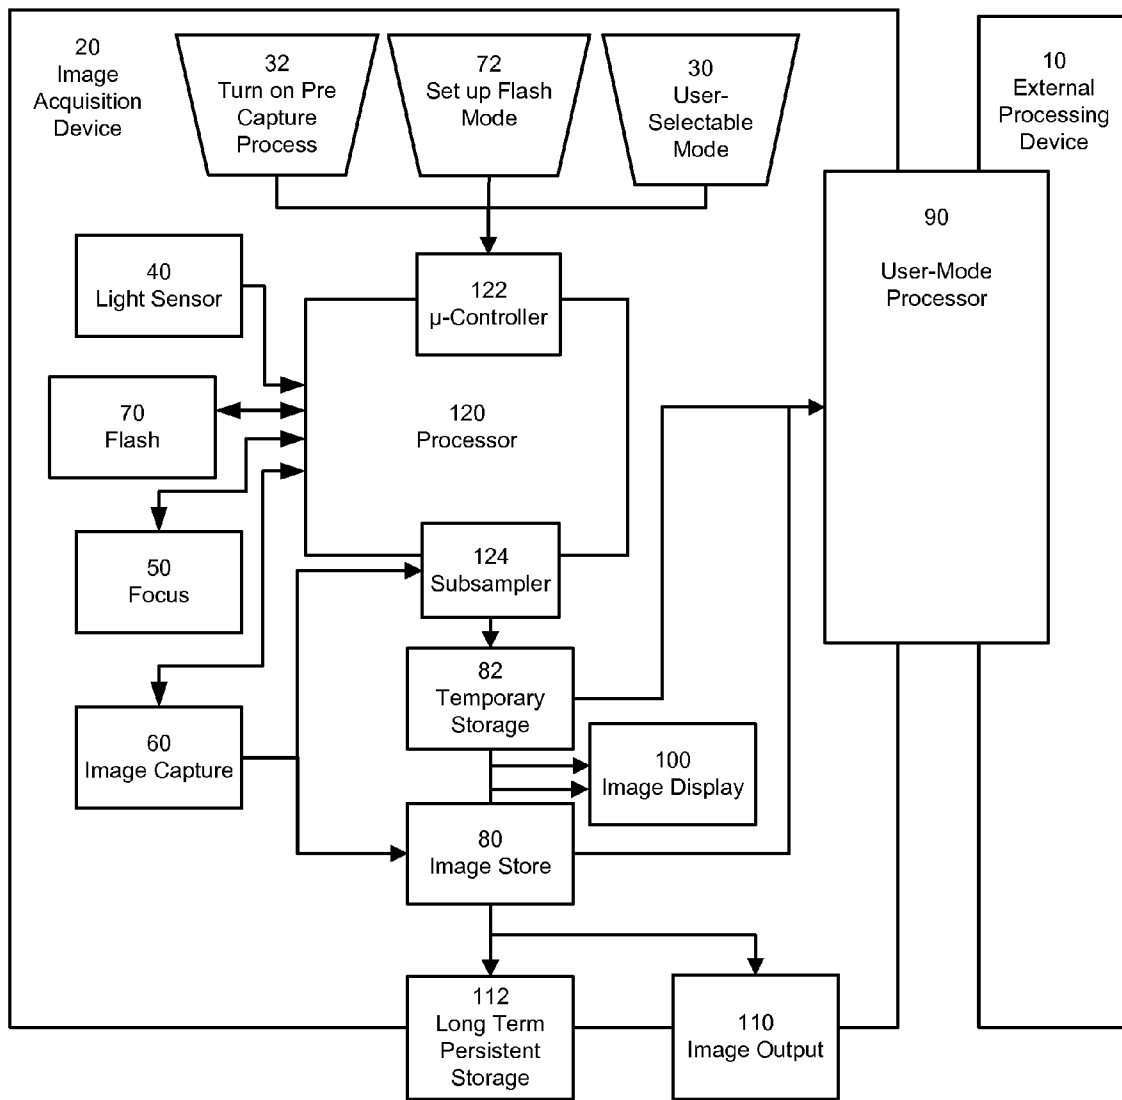 20
Image
Acquisition
Device
32
Turn on Pre
Capture
Process
72
Set up Flash
Mode
30
User-
Selectable
Mode
10
External
Processing
Device
90
User-Mode
Processor
40
Light Sensor
122
µ-Controller
70
Flash
120
Processor
50
Focus
124
Subsampler
82
Temporary
Storage
60
Image Capture
100
Image Display
80
Image Store
112
Long Term
Persistent
Storage
110
Image Output